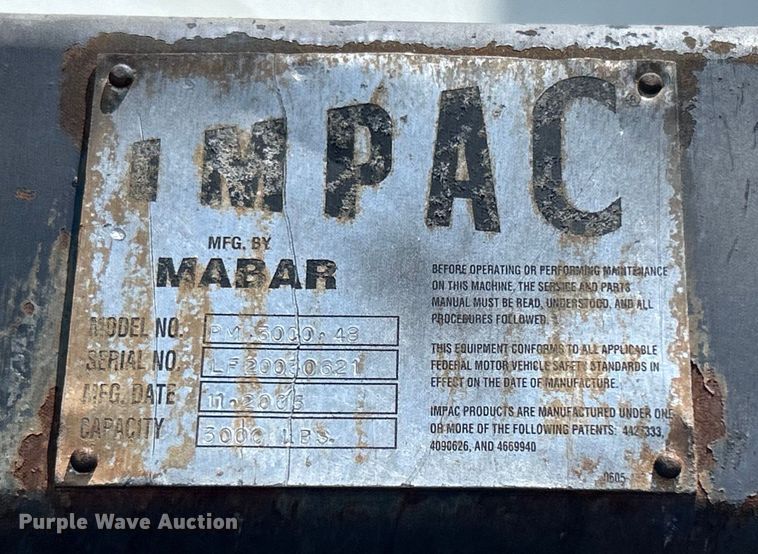 IMPAC®
MFG. BY
MABAR
BEFORE OPERATING OR PERFORMING MAINTENANCE
ON THIS MACHINE, THE SERVICE AND PARTS
MANUAL MUST BE READ, UNDERSTOOD, AND ALL
PROCEDURES FOLLOWED.
THIS EQUIPMENT CONFORMS TO ALL APPLICABLE
FEDERAL MOTOR VEHICLE SAFETY STANDARDS IN
EFFECT ON THE DATE OF MANUFACTURE.
IMPAC PRODUCTS ARE MANUFACTURED UNDER ONE
OR MORE OF THE FOLLOWING PATENTS:
4090626, AND 4669940
MODEL NO.
SERIAL NO. LF20030621
MFG. DATE
CAPACITY LBS.
0605
Purple Wave Auction